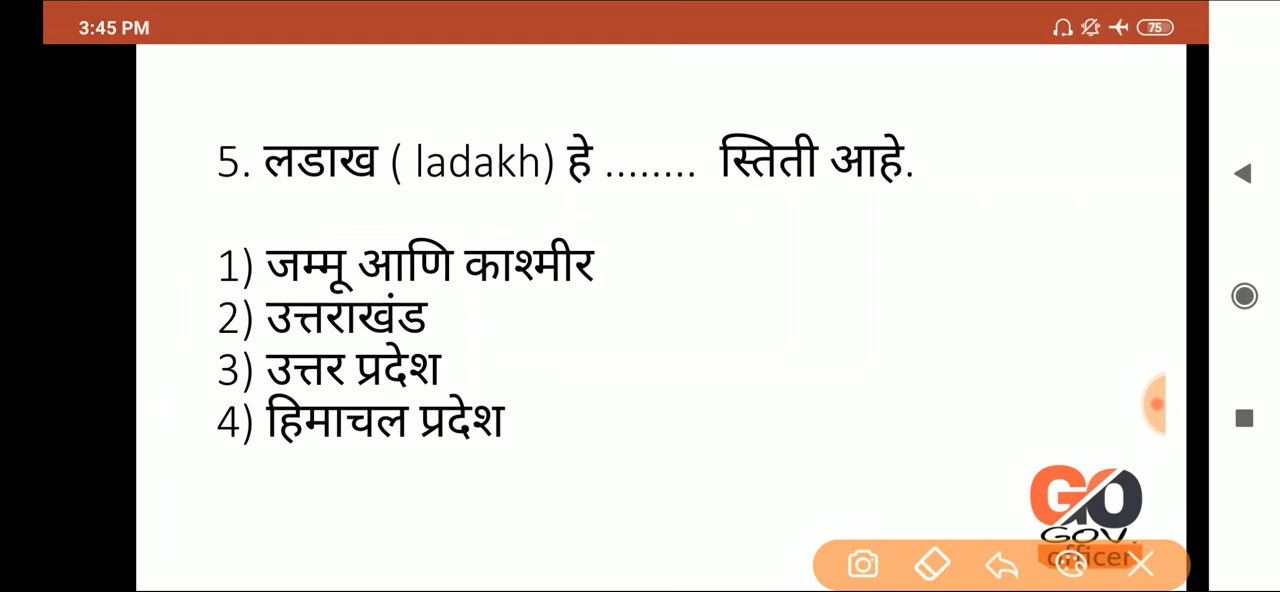 3:45 PM
75
5. लडाख ( ladakh) हे ........ स्तिती आहे.
1) जम्मू आणि काश्मीर
2) उत्तराखंड
3) उत्तर प्रदेश
4) हिमाचल प्रदेश
GO
GOV.
officer